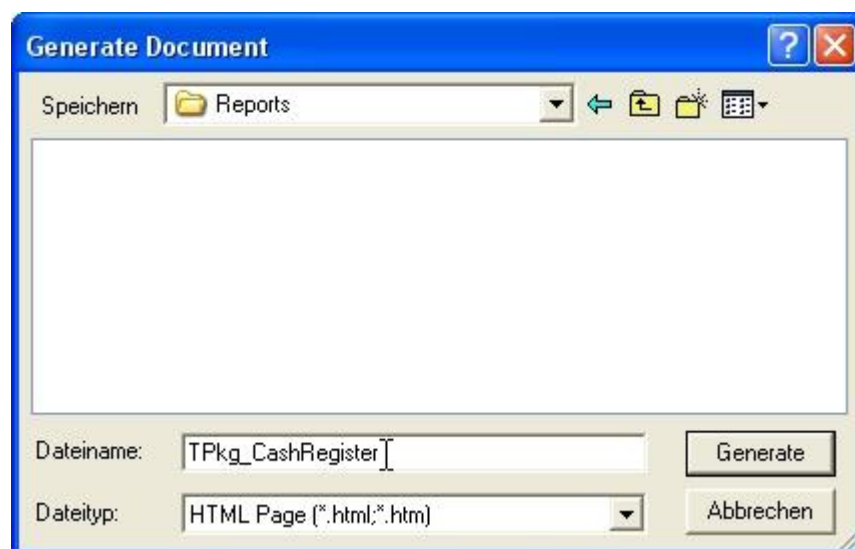 Generate Document
Speichern Reports
Dateiname: TPkg_CashRegister Generate
Dateityp: HTML Page (*.html;*.htm) Abbrechen